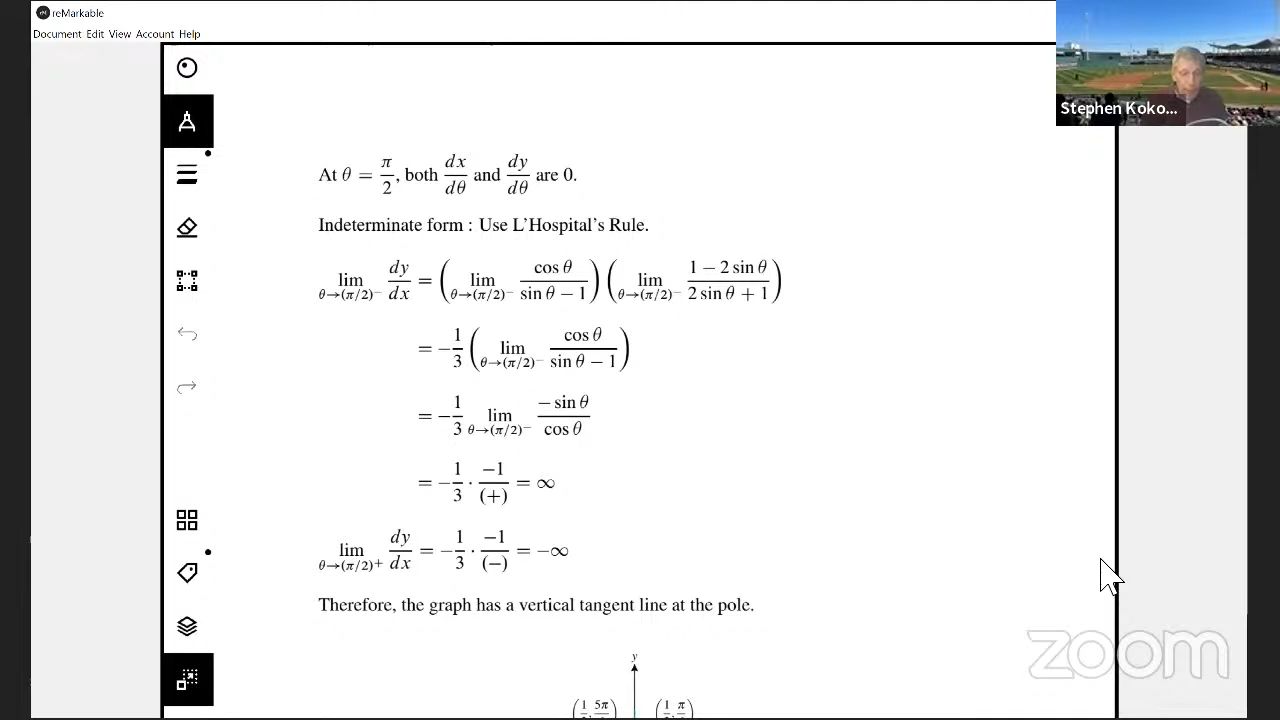 reMarkable
Document Edit View Account Help
Stephen Koko...
At θ = π/2, both dx/dθ and dy/dθ are 0.
Indeterminate form : Use L'Hospital's Rule.
lim θ→(π/2)⁻ dy/dx = (lim θ→(π/2)⁻ cos θ/(sin θ − 1)) (lim θ→(π/2)⁻ (1 − 2 sin θ)/(2 sin θ + 1))
= −1/3 (lim θ→(π/2)⁻ cos θ/(sin θ − 1))
= −1/3 lim θ→(π/2)⁻ −sin θ/cos θ
= −1/3 · −1/(+) = ∞
lim θ→(π/2)⁺ dy/dx = −1/3 · −1/(−) = −∞
Therefore, the graph has a vertical tangent line at the pole.
zoom
y